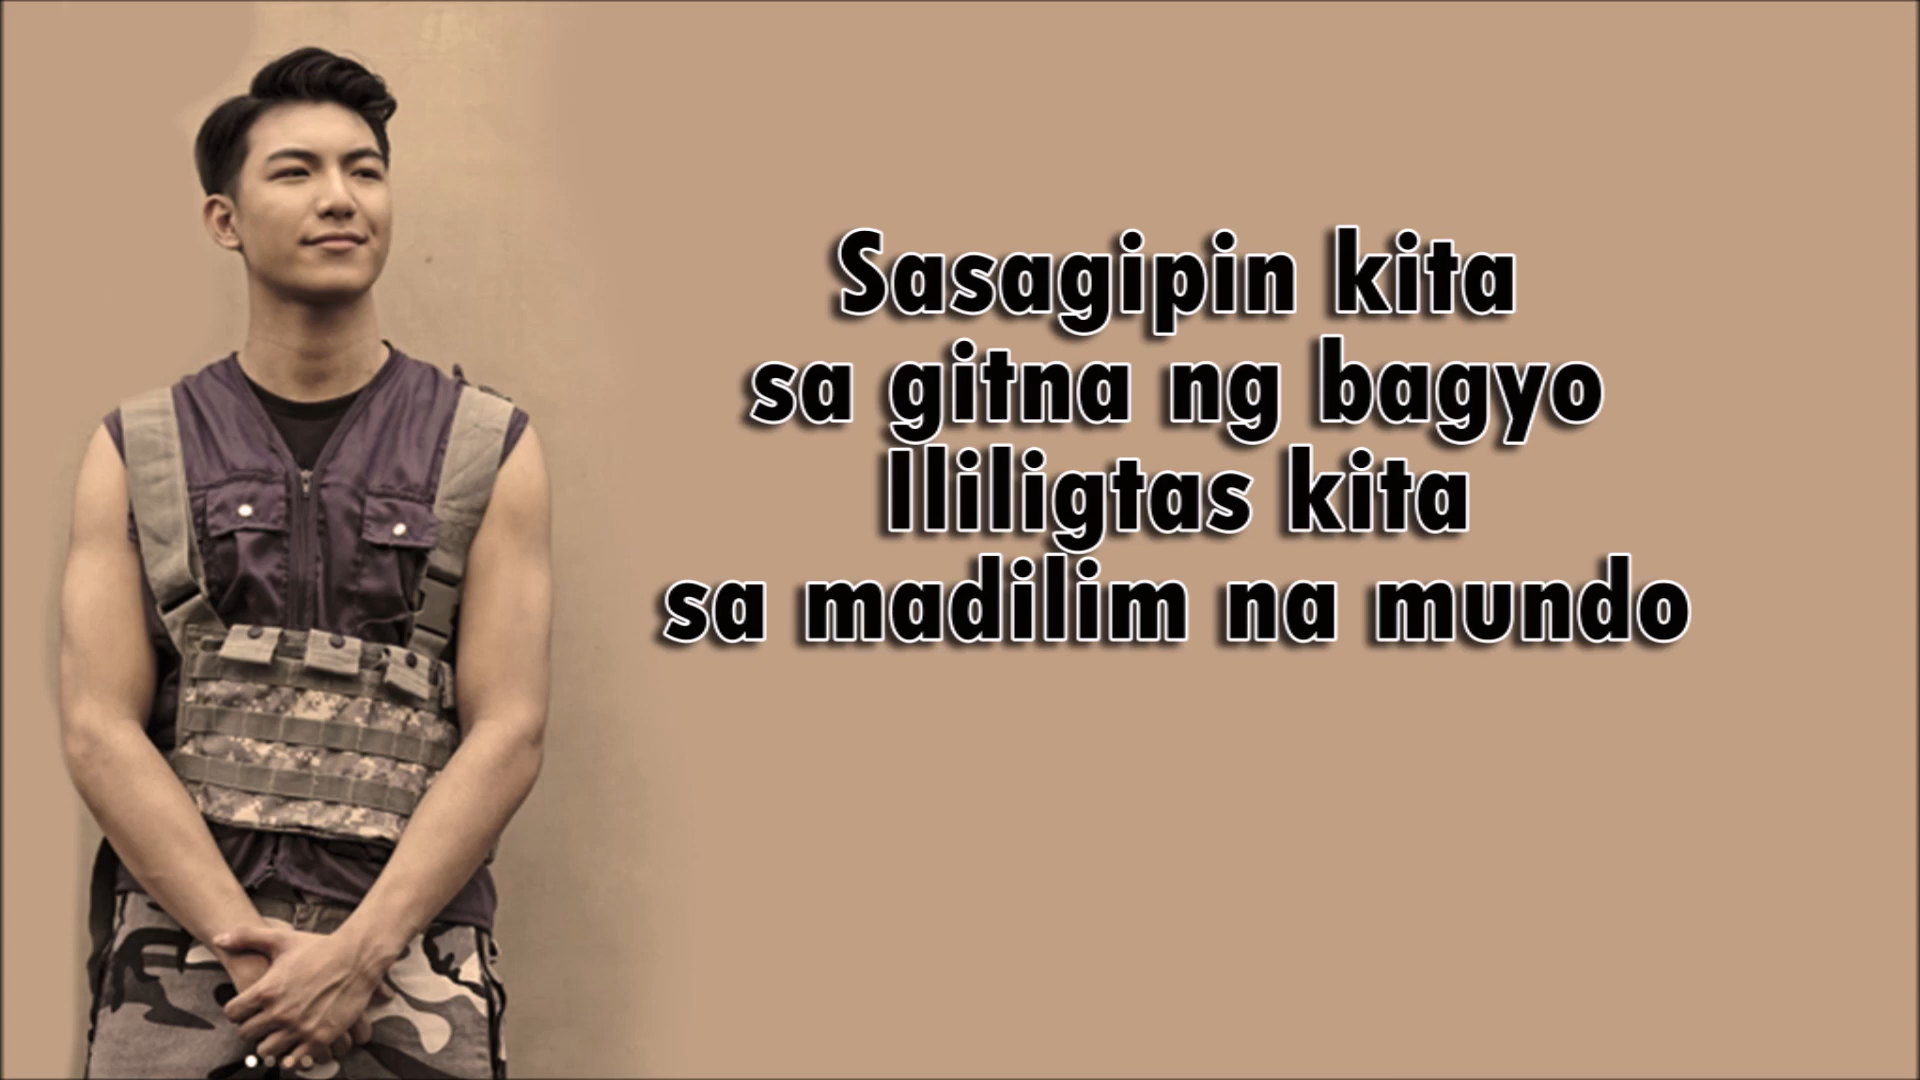 Sasagipin kita
sa gitna ng bagyo
Ililigtas kita
sa madilim na mundo